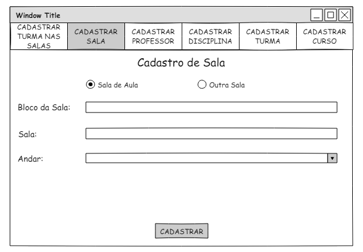 Window Title
CADASTRAR
TURMA NAS
SALAS
CADASTRAR
SALA
CADASTRAR
PROFESSOR
CADASTRAR
DISCIPLINA
CADASTRAR
TURMA
CADASTRAR
CURSO
Cadastro de Sala
Sala de Aula
Outra Sala
Bloco da Sala:
Sala:
Andar:
CADASTRAR